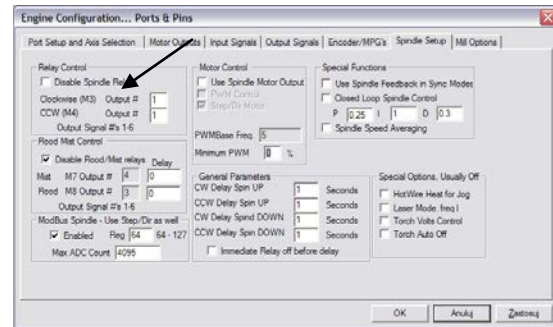 Engine Configuration... Ports & Pins
Port Setup and Axis Selection Motor Outputs Input Signals Output Signals Encoder/MPG's Spindle Setup Mill Options
Relay Control
Disable Spindle Relays
Clockwise (M3) Output # 1
CCW (M4) Output # 1
Output Signal #'s 1-6
Flood Mist Control
Disable Flood/Mist relays Delay
Mist M7 Output # 4 0
Flood M8 Output # 3 0
Output Signal #'s 1-6
ModBus Spindle - Use Step/Dir as well
Enabled Reg 64 64 - 127
Max ADC Count 4095
Motor Control
Use Spindle Motor Output
PWM Control
Step/Dir Motor
PWMBase Freq. 5
Minimum PWM 0 %
General Parameters
CW Delay Spin UP 1 Seconds
CCW Delay Spin UP 1 Seconds
CW Delay Spind DOWN 1 Seconds
CCW Delay Spin DOWN 1 Seconds
Immediate Relay off before delay
Special Functions
Use Spindle Feedback in Sync Modes
Closed Loop Spindle Control
P 0.25 I 1 D 0.3
Spindle Speed Averaging
Special Options, Usually Off
HotWire Heat for Jog
Laser Mode. freq I
Torch Volts Control
Torch Auto Off
OK Anuluj Zastosuj